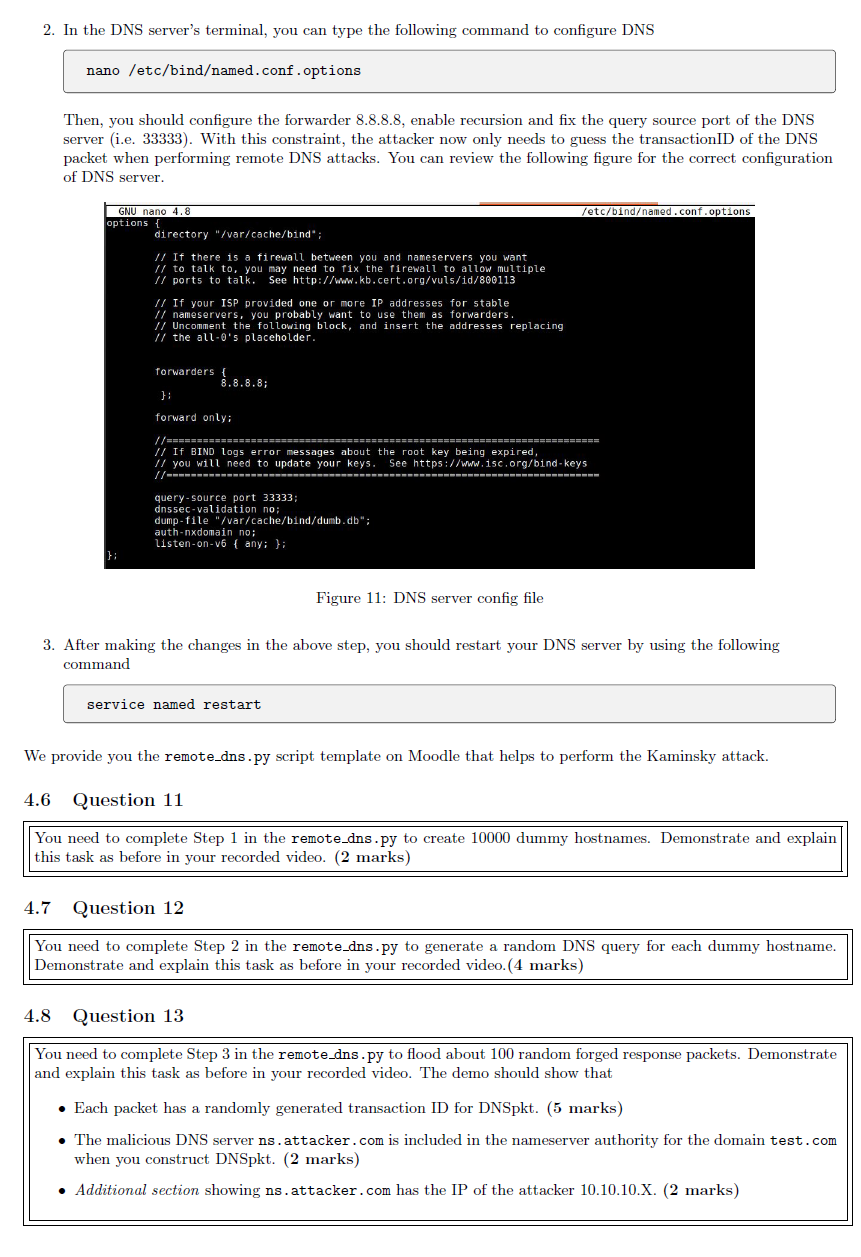 2. In the DNS server's terminal, you can type the following command to configure DNS
nano /etc/bind/named.conf.options
Then, you should configure the forwarder 8.8.8.8, enable recursion and fix the query source port of the DNS
server (i.e. 33333). With this constraint, the attacker now only needs to guess the transactionID of the DNS
packet when performing remote DNS attacks. You can review the following figure for the correct configuration
of DNS server.
GNU nano 4.8 /etc/bind/named.conf.options
options {
directory "/var/cache/bind";
// If there is a firewall between you and nameservers you want
// to talk to, you may need to fix the firewall to allow multiple
// ports to talk. See http://www.kb.cert.org/vuls/id/800113
// If your ISP provided one or more IP addresses for stable
// nameservers, you probably want to use them as forwarders.
// Uncomment the following block, and insert the addresses replacing
// the all-0's placeholder.
forwarders {
8.8.8.8;
};
forward only;
//========================================================================
// If BIND logs error messages about the root key being expired,
// you will need to update your keys. See https://www.isc.org/bind-keys
//========================================================================
query-source port 33333;
dnssec-validation no;
dump-file "/var/cache/bind/dumb.db";
auth-nxdomain no;
listen-on-v6 { any; };
};
Figure 11: DNS server config file
3. After making the changes in the above step, you should restart your DNS server by using the following
command
service named restart
We provide you the remote_dns.py script template on Moodle that helps to perform the Kaminsky attack.
4.6 Question 11
You need to complete Step 1 in the remote_dns.py to create 10000 dummy hostnames. Demonstrate and explain
this task as before in your recorded video. (2 marks)
4.7 Question 12
You need to complete Step 2 in the remote_dns.py to generate a random DNS query for each dummy hostname.
Demonstrate and explain this task as before in your recorded video.(4 marks)
4.8 Question 13
You need to complete Step 3 in the remote_dns.py to flood about 100 random forged response packets. Demonstrate
and explain this task as before in your recorded video. The demo should show that
• Each packet has a randomly generated transaction ID for DNSpkt. (5 marks)
• The malicious DNS server ns.attacker.com is included in the nameserver authority for the domain test.com
when you construct DNSpkt. (2 marks)
• Additional section showing ns.attacker.com has the IP of the attacker 10.10.10.X. (2 marks)